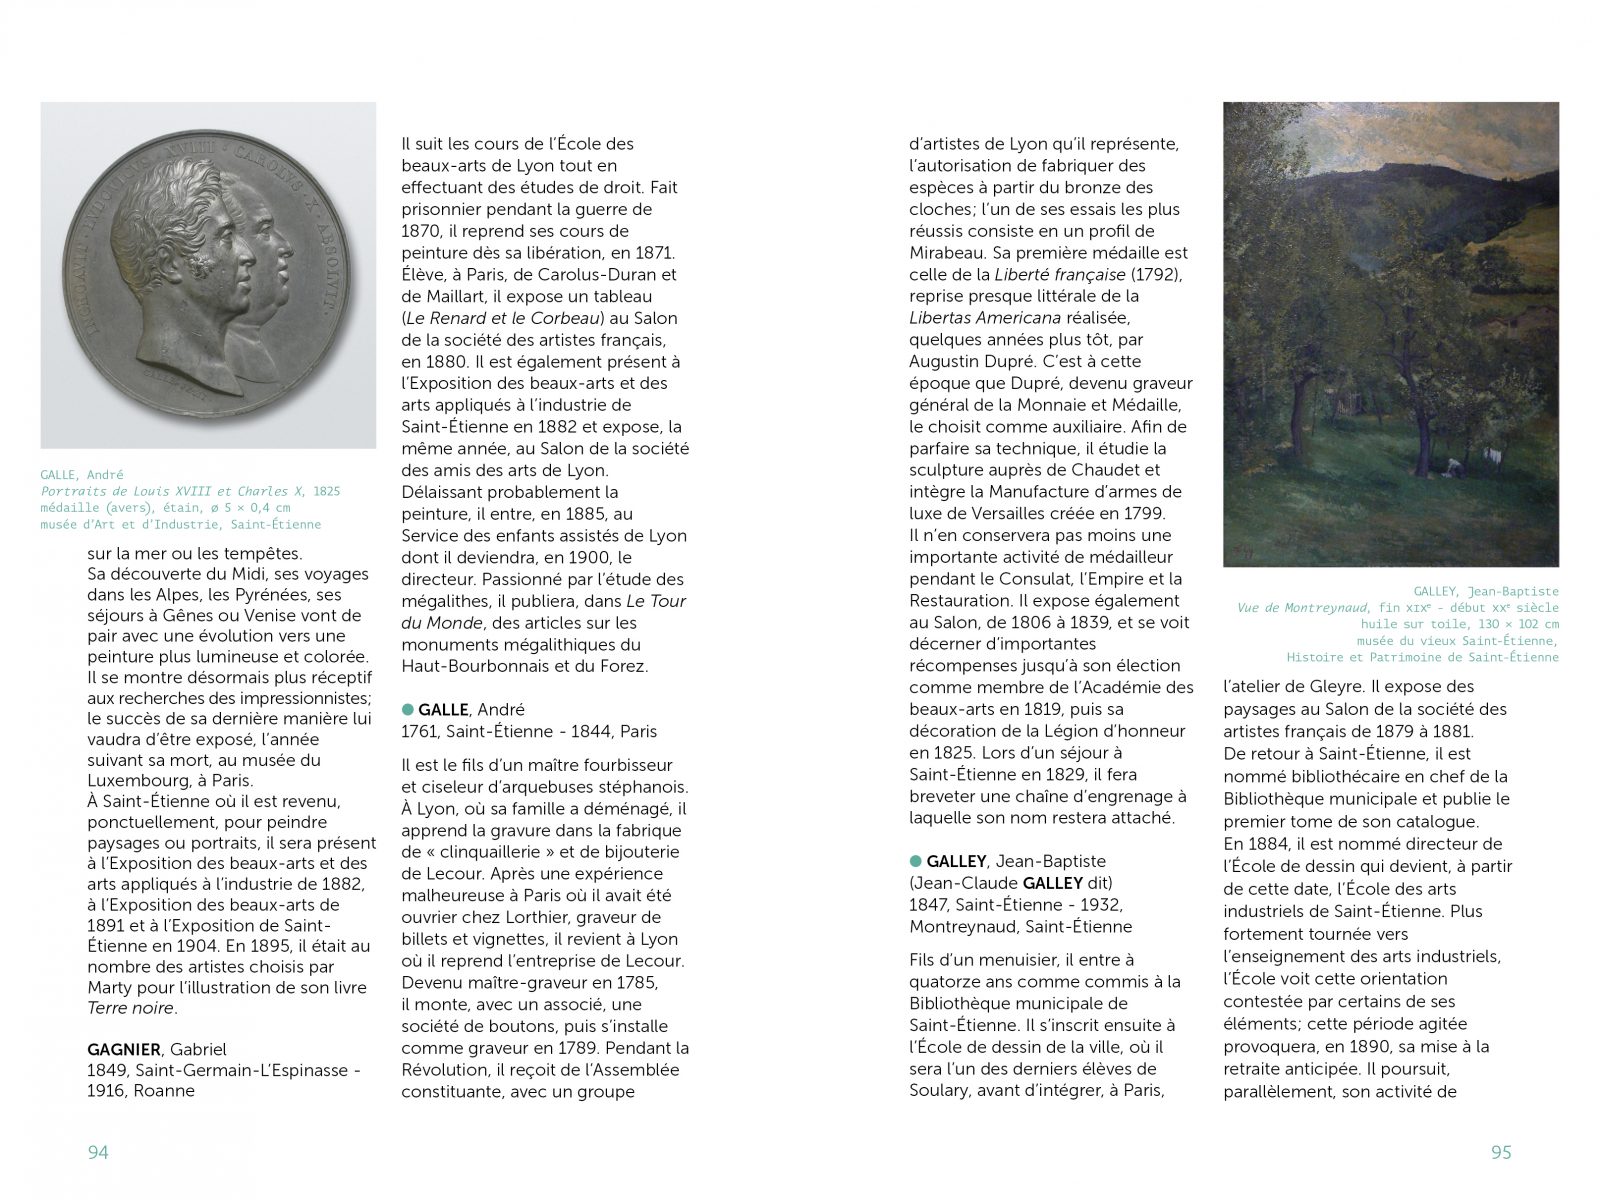 INCHOAVIT · LUDOVICUS · XVIII · CAROLUS · X · ABSOLVIT ·
GALLE, André
Portraits de Louis XVIII et Charles X, 1825
médaille (avers), étain, ø 5 × 0,4 cm
musée d’Art et d’Industrie, Saint-Étienne
sur la mer ou les tempêtes.
Sa découverte du Midi, ses voyages
dans les Alpes, les Pyrénées, ses
séjours à Gênes ou Venise vont de
pair avec une évolution vers une
peinture plus lumineuse et colorée.
Il se montre désormais plus réceptif
aux recherches des impressionnistes;
le succès de sa dernière manière lui
vaudra d’être exposé, l’année
suivant sa mort, au musée du
Luxembourg, à Paris.
À Saint-Étienne où il est revenu,
ponctuellement, pour peindre
paysages ou portraits, il sera présent
à l’Exposition des beaux-arts et des
arts appliqués à l’industrie de 1882,
à l’Exposition des beaux-arts de
1891 et à l’Exposition de Saint-
Étienne en 1904. En 1895, il était au
nombre des artistes choisis par
Marty pour l’illustration de son livre
Terre noire.
GAGNIER, Gabriel
1849, Saint-Germain-L’Espinasse -
1916, Roanne
Il suit les cours de l’École des
beaux-arts de Lyon tout en
effectuant des études de droit. Fait
prisonnier pendant la guerre de
1870, il reprend ses cours de
peinture dès sa libération, en 1871.
Élève, à Paris, de Carolus-Duran et
de Maillart, il expose un tableau
(Le Renard et le Corbeau) au Salon
de la société des artistes français,
en 1880. Il est également présent à
l’Exposition des beaux-arts et des
arts appliqués à l’industrie de
Saint-Étienne en 1882 et expose, la
même année, au Salon de la société
des amis des arts de Lyon.
Délaissant probablement la
peinture, il entre, en 1885, au
Service des enfants assistés de Lyon
dont il deviendra, en 1900, le
directeur. Passionné par l’étude des
mégalithes, il publiera, dans Le Tour
du Monde, des articles sur les
monuments mégalithiques du
Haut-Bourbonnais et du Forez.
GALLE, André
1761, Saint-Étienne - 1844, Paris
Il est le fils d’un maître fourbisseur
et ciseleur d’arquebuses stéphanois.
À Lyon, où sa famille a déménagé, il
apprend la gravure dans la fabrique
de « clinquaillerie » et de bijouterie
de Lecour. Après une expérience
malheureuse à Paris où il avait été
ouvrier chez Lorthier, graveur de
billets et vignettes, il revient à Lyon
où il reprend l’entreprise de Lecour.
Devenu maître-graveur en 1785,
il monte, avec un associé, une
société de boutons, puis s’installe
comme graveur en 1789. Pendant la
Révolution, il reçoit de l’Assemblée
constituante, avec un groupe
94
d’artistes de Lyon qu’il représente,
l’autorisation de fabriquer des
espèces à partir du bronze des
cloches; l’un de ses essais les plus
réussis consiste en un profil de
Mirabeau. Sa première médaille est
celle de la Liberté française (1792),
reprise presque littérale de la
Libertas Americana réalisée,
quelques années plus tôt, par
Augustin Dupré. C’est à cette
époque que Dupré, devenu graveur
général de la Monnaie et Médaille,
le choisit comme auxiliaire. Afin de
parfaire sa technique, il étudie la
sculpture auprès de Chaudet et
intègre la Manufacture d’armes de
luxe de Versailles créée en 1799.
Il n’en conservera pas moins une
importante activité de médailleur
pendant le Consulat, l’Empire et la
Restauration. Il expose également
au Salon, de 1806 à 1839, et se voit
décerner d’importantes
récompenses jusqu’à son élection
comme membre de l’Académie des
beaux-arts en 1819, puis sa
décoration de la Légion d’honneur
en 1825. Lors d’un séjour à
Saint-Étienne en 1829, il fera
breveter une chaîne d’engrenage à
laquelle son nom restera attaché.
GALLEY, Jean-Baptiste
(Jean-Claude GALLEY dit)
1847, Saint-Étienne - 1932,
Montreynaud, Saint-Étienne
Fils d’un menuisier, il entre à
quatorze ans comme commis à la
Bibliothèque municipale de
Saint-Étienne. Il s’inscrit ensuite à
l’École de dessin de la ville, où il
sera l’un des derniers élèves de
Soulary, avant d’intégrer, à Paris,
GALLEY, Jean-Baptiste
Vue de Montreynaud, fin XIXe - début XXe siècle
huile sur toile, 130 × 102 cm
musée du vieux Saint-Étienne,
Histoire et Patrimoine de Saint-Étienne
l’atelier de Gleyre. Il expose des
paysages au Salon de la société des
artistes français de 1879 à 1881.
De retour à Saint-Étienne, il est
nommé bibliothécaire en chef de la
Bibliothèque municipale et publie le
premier tome de son catalogue.
En 1884, il est nommé directeur de
l’École de dessin qui devient, à partir
de cette date, l’École des arts
industriels de Saint-Étienne. Plus
fortement tournée vers
l’enseignement des arts industriels,
l’École voit cette orientation
contestée par certains de ses
éléments; cette période agitée
provoquera, en 1890, sa mise à la
retraite anticipée. Il poursuit,
parallèlement, son activité de
95